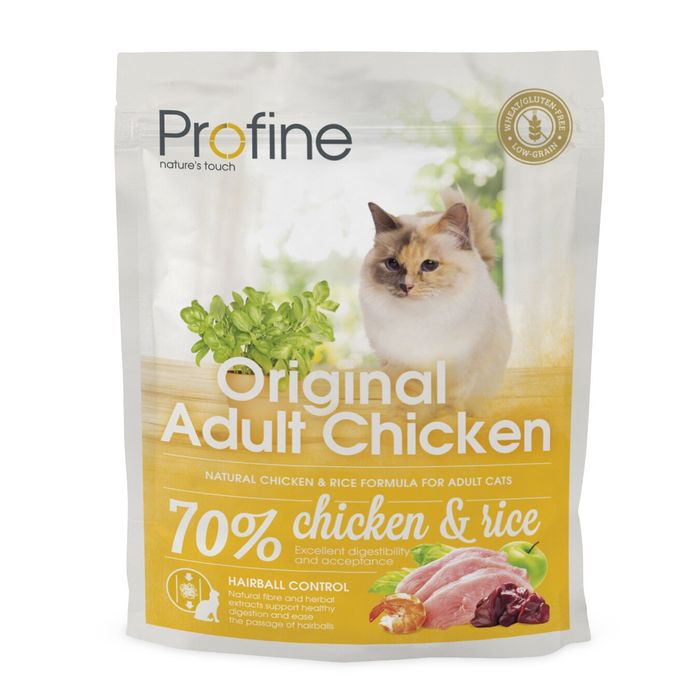 Profine
nature's touch
WHEAT/GLUTEN-FREE
LOW-GRAIN
Original
Adult Chicken
NATURAL CHICKEN & RICE FORMULA FOR ADULT CATS
70% chicken & rice
Excellent digestibility
and acceptance
HAIRBALL CONTROL
Natural fibre and herbal
extracts support healthy
digestion and ease
the passage of hairballs